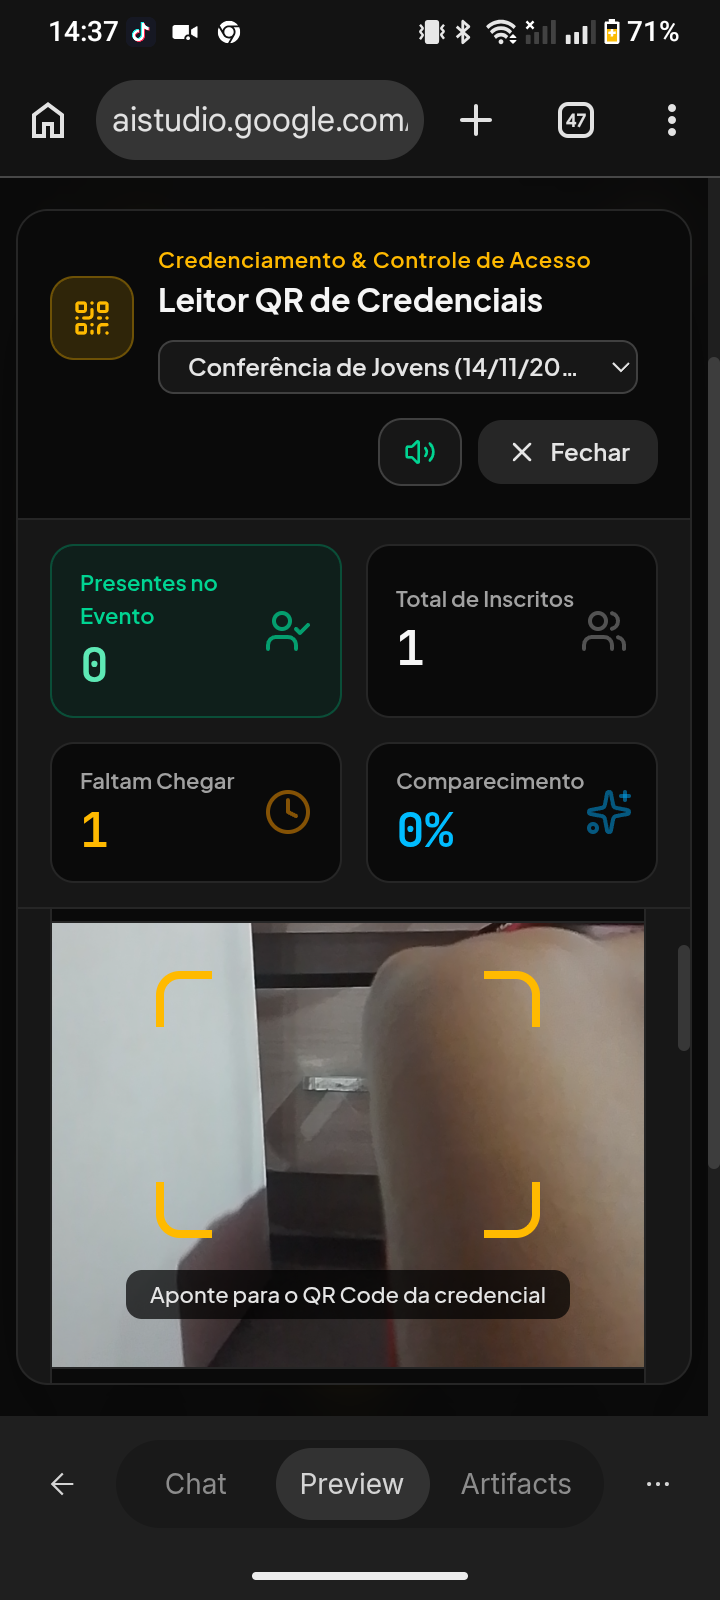 14:37
71%
aistudio.google.com/
47
Credenciamento & Controle de Acesso
Leitor QR de Credenciais
Conferência de Jovens (14/11/20...
Fechar
Presentes no
Evento
0
Total de Inscritos
1
Faltam Chegar
1
Comparecimento
0%
Aponte para o QR Code da credencial
Chat
Preview
Artifacts